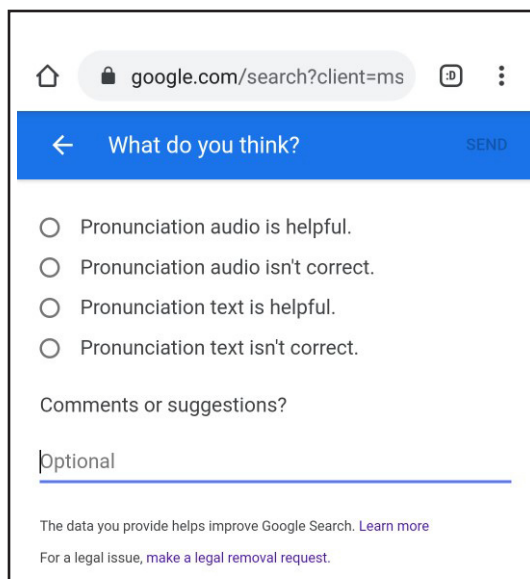 google.com/search?client=ms :D
What do you think? SEND
Pronunciation audio is helpful.
Pronunciation audio isn't correct.
Pronunciation text is helpful.
Pronunciation text isn't correct.
Comments or suggestions?
Optional
The data you provide helps improve Google Search. Learn more
For a legal issue, make a legal removal request.